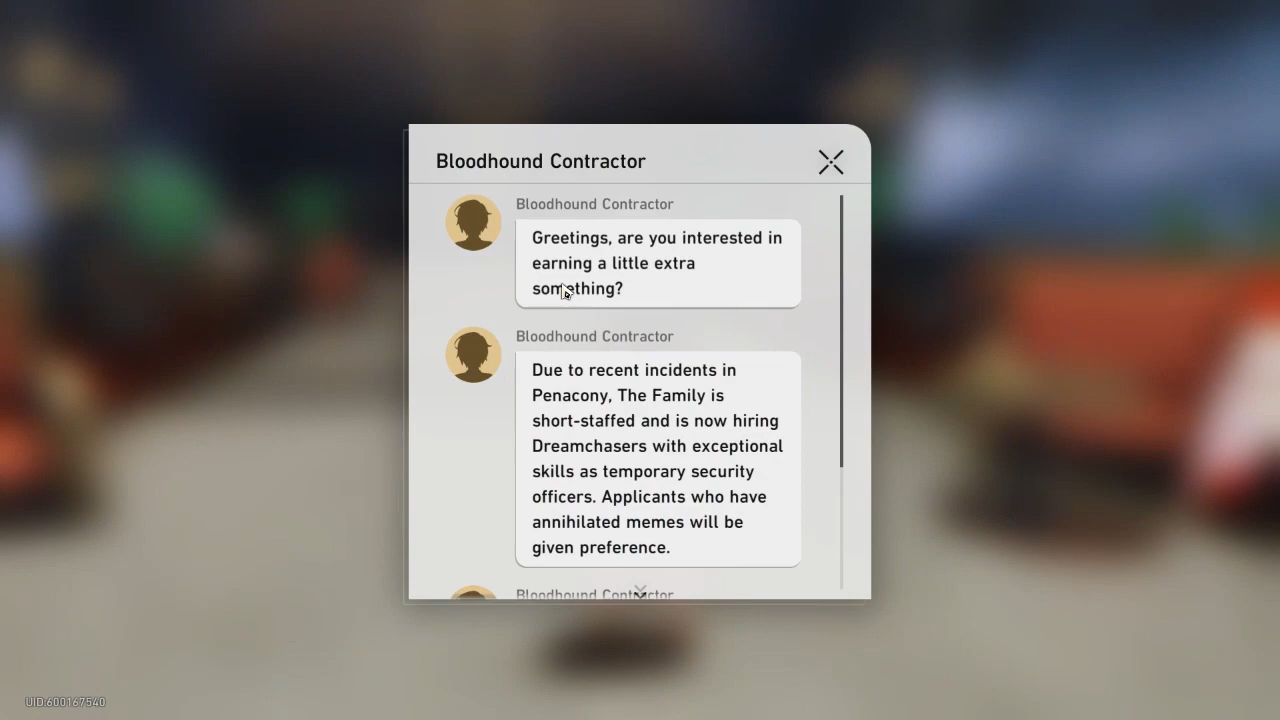 Bloodhound Contractor
Bloodhound Contractor
Greetings, are you interested in
earning a little extra
something?
Bloodhound Contractor
Due to recent incidents in
Penacony, The Family is
short-staffed and is now hiring
Dreamchasers with exceptional
skills as temporary security
officers. Applicants who have
annihilated memes will be
given preference.
Bloodhound Contractor
UID:600167540